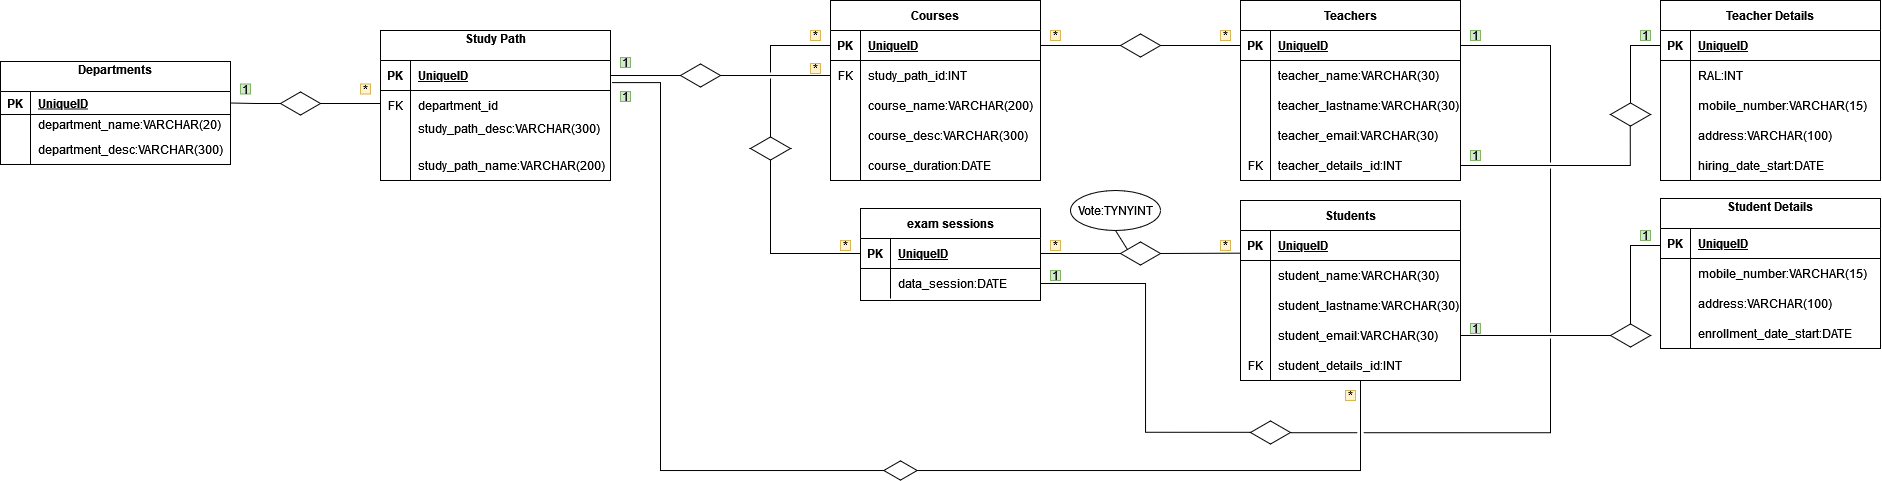 Departments
PK UniqueID
department_name:VARCHAR(20)
department_desc:VARCHAR(300)
1
*
Study Path
PK UniqueID
FK department_id
study_path_desc:VARCHAR(300)
study_path_name:VARCHAR(200)
1
1
*
*
Courses
PK UniqueID
FK study_path_id:INT
course_name:VARCHAR(200)
course_desc:VARCHAR(300)
course_duration:DATE
*
*
Teachers
PK UniqueID
teacher_name:VARCHAR(30)
teacher_lastname:VARCHAR(30)
teacher_email:VARCHAR(30)
FK teacher_details_id:INT
1
1
1
Teacher Details
PK UniqueID
RAL:INT
mobile_number:VARCHAR(15)
address:VARCHAR(100)
hiring_date_start:DATE
*
exam sessions
PK UniqueID
data_session:DATE
*
1
Vote:TYNYINT
*
Students
PK UniqueID
student_name:VARCHAR(30)
student_lastname:VARCHAR(30)
student_email:VARCHAR(30)
FK student_details_id:INT
*
1
1
Student Details
PK UniqueID
mobile_number:VARCHAR(15)
address:VARCHAR(100)
enrollment_date_start:DATE